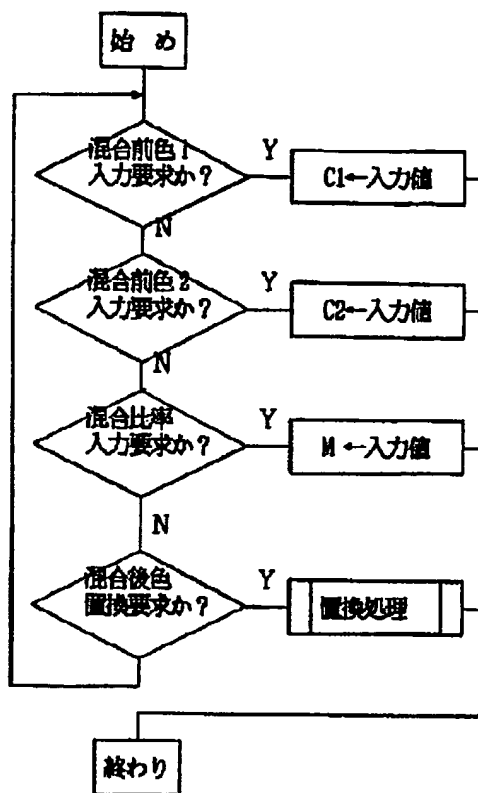 始 め
混合前色1
入力要求か?
Y
C1←入力値
N
混合前色2
入力要求か?
Y
C2←入力値
N
混合比率
入力要求か?
Y
M ←入力値
N
混合後色
置換要求か?
Y
置換処理
終わり